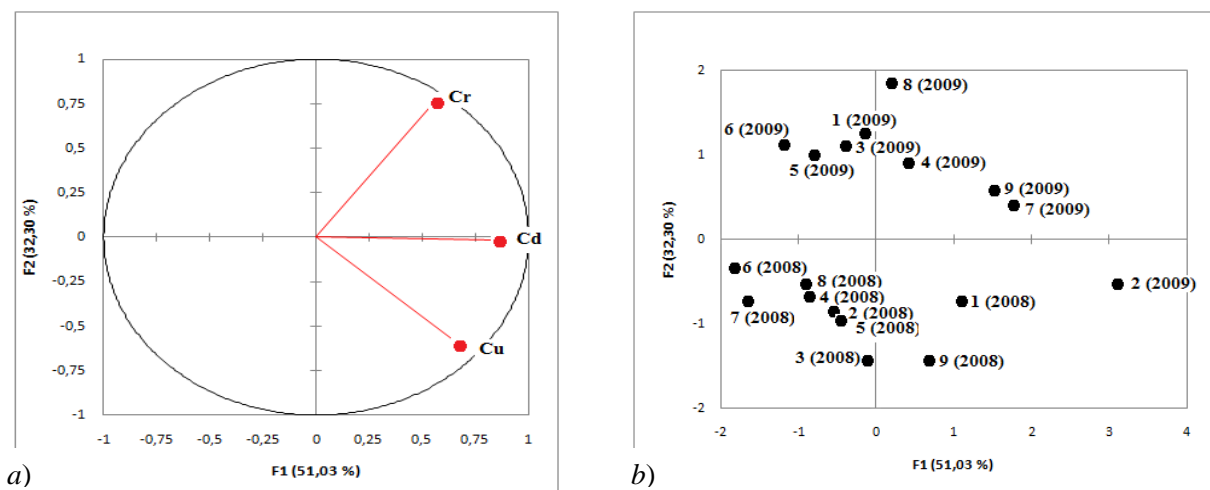 1
0,75
0,5
0,25
0
-0,25
-0,5
-0,75
-1
F2 (32,30 %)
Cr
Cd
Cu
-1 -0,75 -0,5 -0,25 0 0,25 0,5 0,75 1
F1 (51,03 %)
a)
2
1
0
-1
-2
F2 (32,30 %)
8 (2009)
1 (2009)
6 (2009)
3 (2009)
5 (2009)
4 (2009)
9 (2009)
7 (2009)
6 (2008)
8 (2008)
2 (2009)
4 (2008)
1 (2008)
7 (2008)
2 (2008)
5 (2008)
3 (2008)
9 (2008)
-2 -1 0 1 2 3 4
F1 (51,03 %)
b)